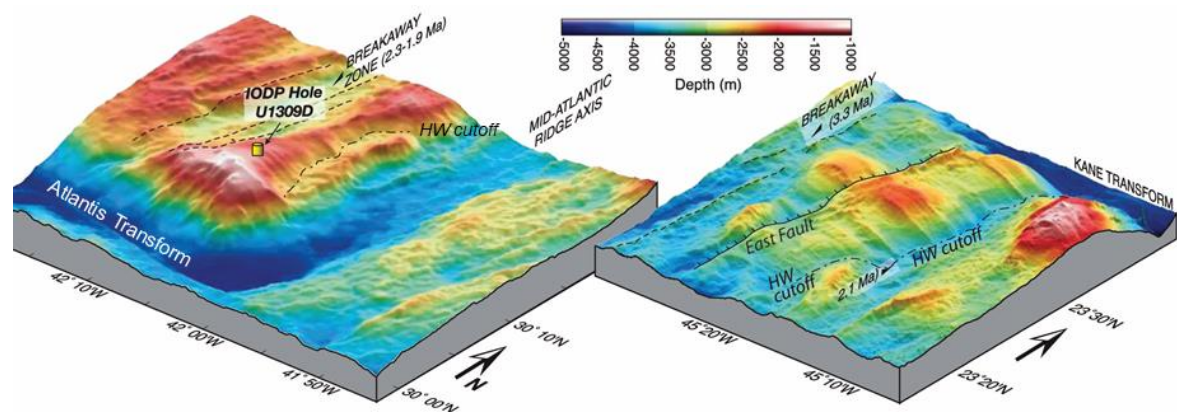 BREAKAWAY
ZONE (2.3-1.9 Ma)
IODP Hole
U1309D
HW cutoff
MID-ATLANTIC
RIDGE AXIS
Atlantis Transform
42°10'W
42°00'W
41°50'W
30°00'N
30°10'N
N
-5000
-4500
-4000
-3500
-3000
-2500
-2000
-1500
-1000
Depth (m)
BREAKAWAY
(3.3 Ma)
KANE TRANSFORM
East Fault
HW cutoff
HW
cutoff
2.1 Ma)
45°20'W
45°10'W
23°20'N
23°30'N